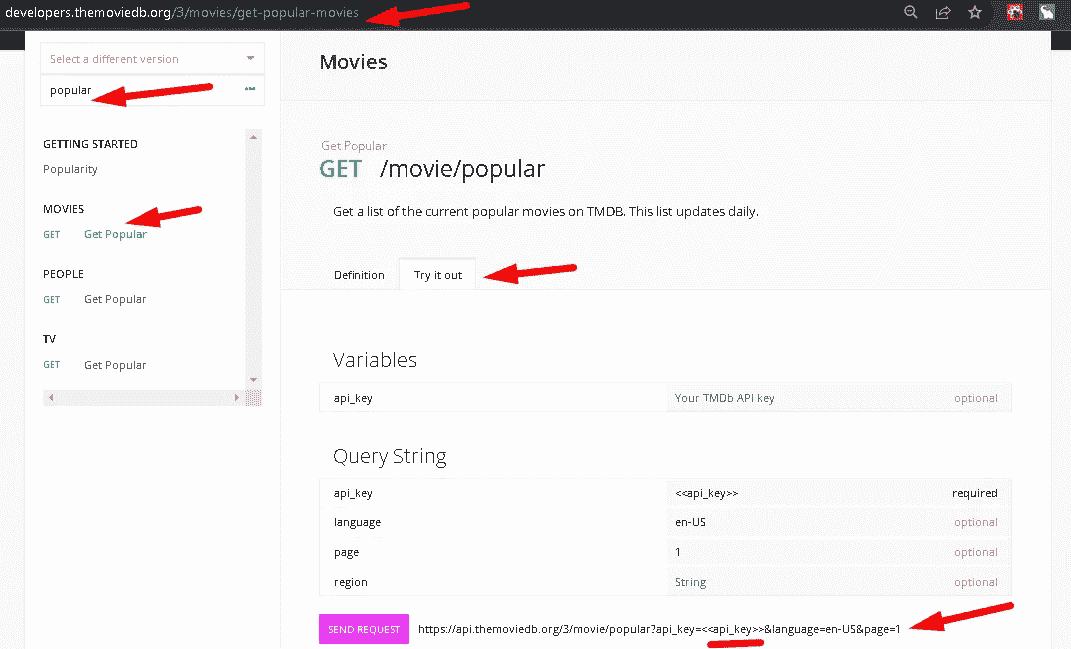 developers.themoviedb.org/3/movies/get-popular-movies
Select a different version
popular
GETTING STARTED
Popularity
MOVIES
GET Get Popular
PEOPLE
GET Get Popular
TV
GET Get Popular
Movies
Get Popular
GET /movie/popular
Get a list of the current popular movies on TMDB. This list updates daily.
Definition Try it out
Variables
api_key Your TMDb API key optional
Query String
api_key <<api_key>> required
language en-US optional
page 1 optional
region String optional
SEND REQUEST https://api.themoviedb.org/3/movie/popular?api_key=<<api_key>>&language=en-US&page=1